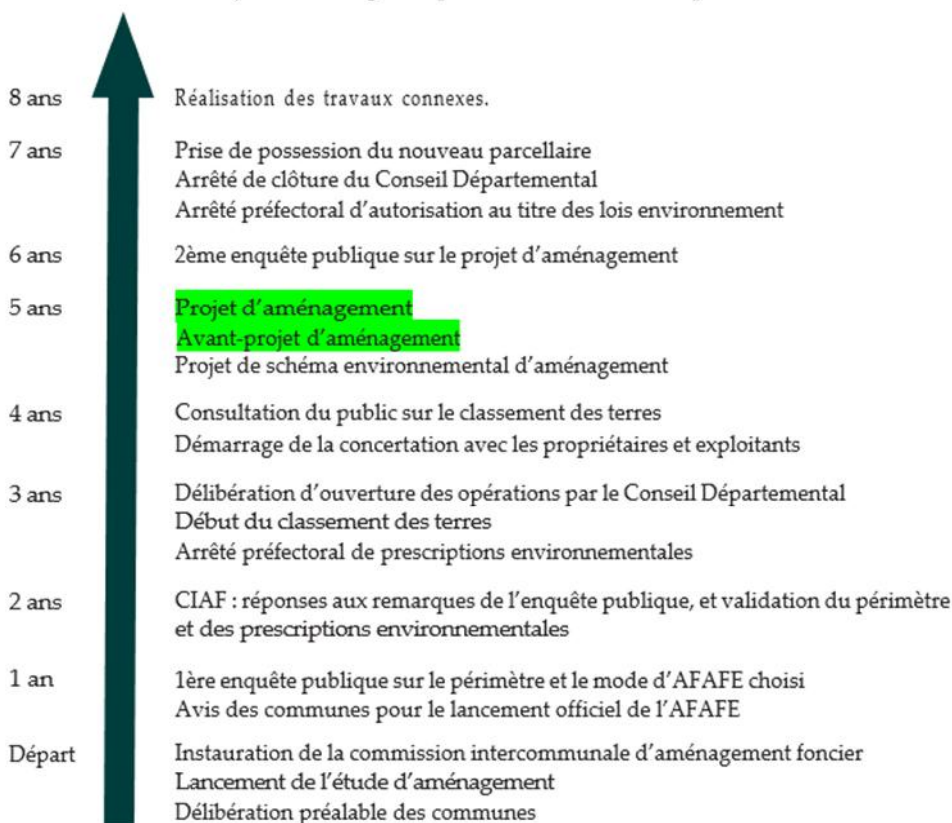 8 ans Réalisation des travaux connexes.
7 ans Prise de possession du nouveau parcellaire
Arrêté de clôture du Conseil Départemental
Arrêté préfectoral d'autorisation au titre des lois environnement
6 ans 2ème enquête publique sur le projet d'aménagement
5 ans Projet d'aménagement
Avant-projet d'aménagement
Projet de schéma environnemental d'aménagement
4 ans Consultation du public sur le classement des terres
Démarrage de la concertation avec les propriétaires et exploitants
3 ans Délibération d'ouverture des opérations par le Conseil Départemental
Début du classement des terres
Arrêté préfectoral de prescriptions environnementales
2 ans CIAF : réponses aux remarques de l'enquête publique, et validation du périmètre
et des prescriptions environnementales
1 an 1ère enquête publique sur le périmètre et le mode d'AFAFE choisi
Avis des communes pour le lancement officiel de l'AFAFE
Départ Instauration de la commission intercommunale d'aménagement foncier
Lancement de l'étude d'aménagement
Délibération préalable des communes